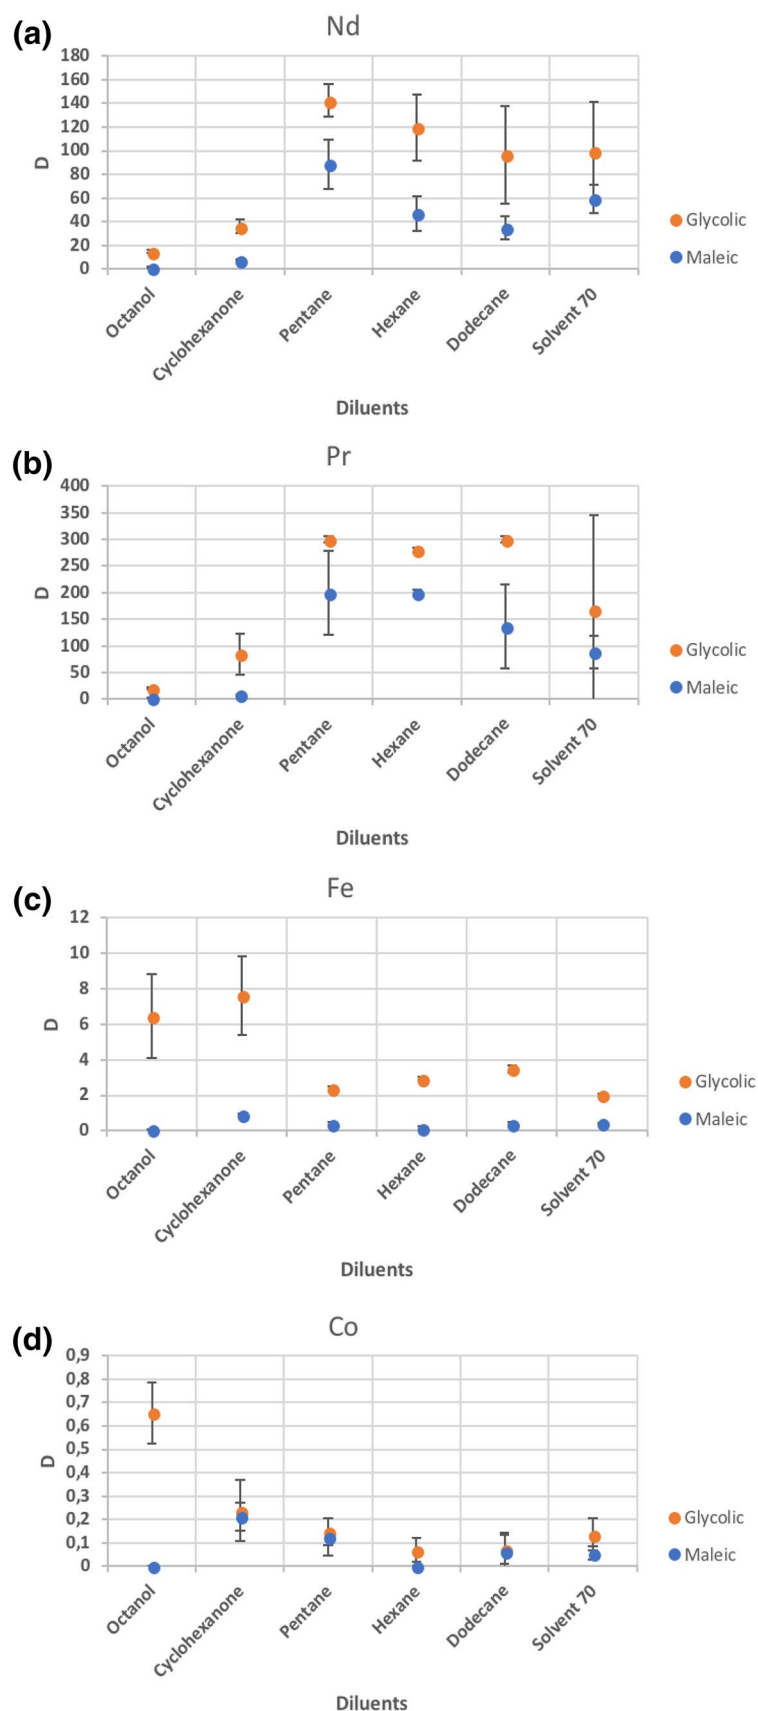 (a)
Nd
180
160
140
120
100
80
60
40
20
0
D
Octanol
Cyclohexanone
Pentane
Hexane
Dodecane
Solvent 70
Diluents
Glycolic
Maleic
(b)
Pr
400
350
300
250
200
150
100
50
0
D
Octanol
Cyclohexanone
Pentane
Hexane
Dodecane
Solvent 70
Diluents
Glycolic
Maleic
(c)
Fe
12
10
8
6
4
2
0
D
Octanol
Cyclohexanone
Pentane
Hexane
Dodecane
Solvent 70
Diluents
Glycolic
Maleic
(d)
Co
0,9
0,8
0,7
0,6
0,5
0,4
0,3
0,2
0,1
0
D
Octanol
Cyclohexanone
Pentane
Hexane
Dodecane
Solvent 70
Diluents
Glycolic
Maleic